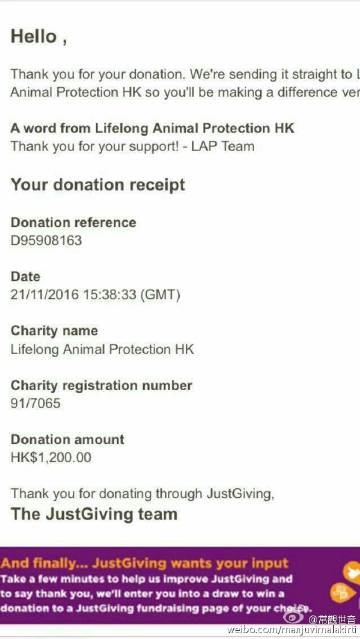 Hello ,
Thank you for your donation. We're sending it straight to L
Animal Protection HK so you'll be making a difference ver
A word from Lifelong Animal Protection HK
Thank you for your support! - LAP Team
Your donation receipt
Donation reference
D95908163
Date
21/11/2016 15:38:33 (GMT)
Charity name
Lifelong Animal Protection HK
Charity registration number
91/7065
Donation amount
HK$1,200.00
Thank you for donating through JustGiving,
The JustGiving team
And finally... JustGiving wants your input
Take a few minutes to help us improve JustGiving and
to say thank you, we'll enter you into a draw to win a
donation to a JustGiving fundraising page of your choice.
@常觀世音
weibo.com/manjuvimalakirti